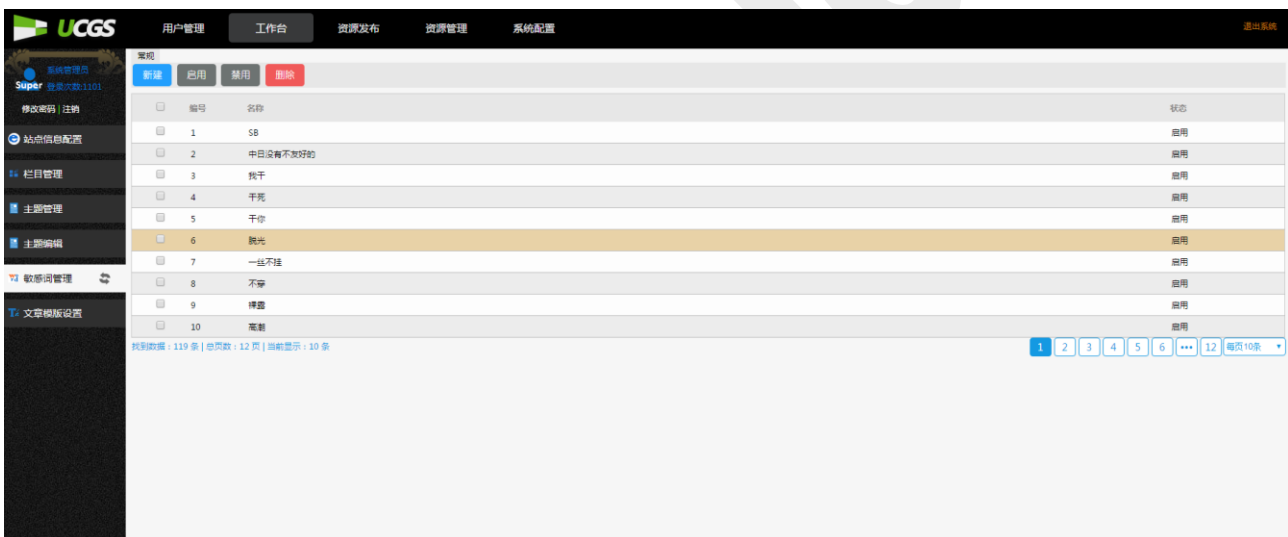 UCGS 用户管理 工作台 资源发布 资源管理 系统配置 退出系统
系统管理员
Super 登录次数:1101
修改密码 | 注销
站点信息配置
栏目管理
主题管理
主题编辑
敏感词管理
文章模版设置
常规
新建 启用 禁用 删除
编号 名称 状态
1 SB 启用
2 中日没有不友好的 启用
3 找干 启用
4 干死 启用
5 干你 启用
6 脱光 启用
7 一丝不挂 启用
8 不穿 启用
9 裸露 启用
10 高潮 启用
找到数据：119 条 | 总页数：12 页 | 当前显示：10 条
1 2 3 4 5 6 ••• 12 每页10条